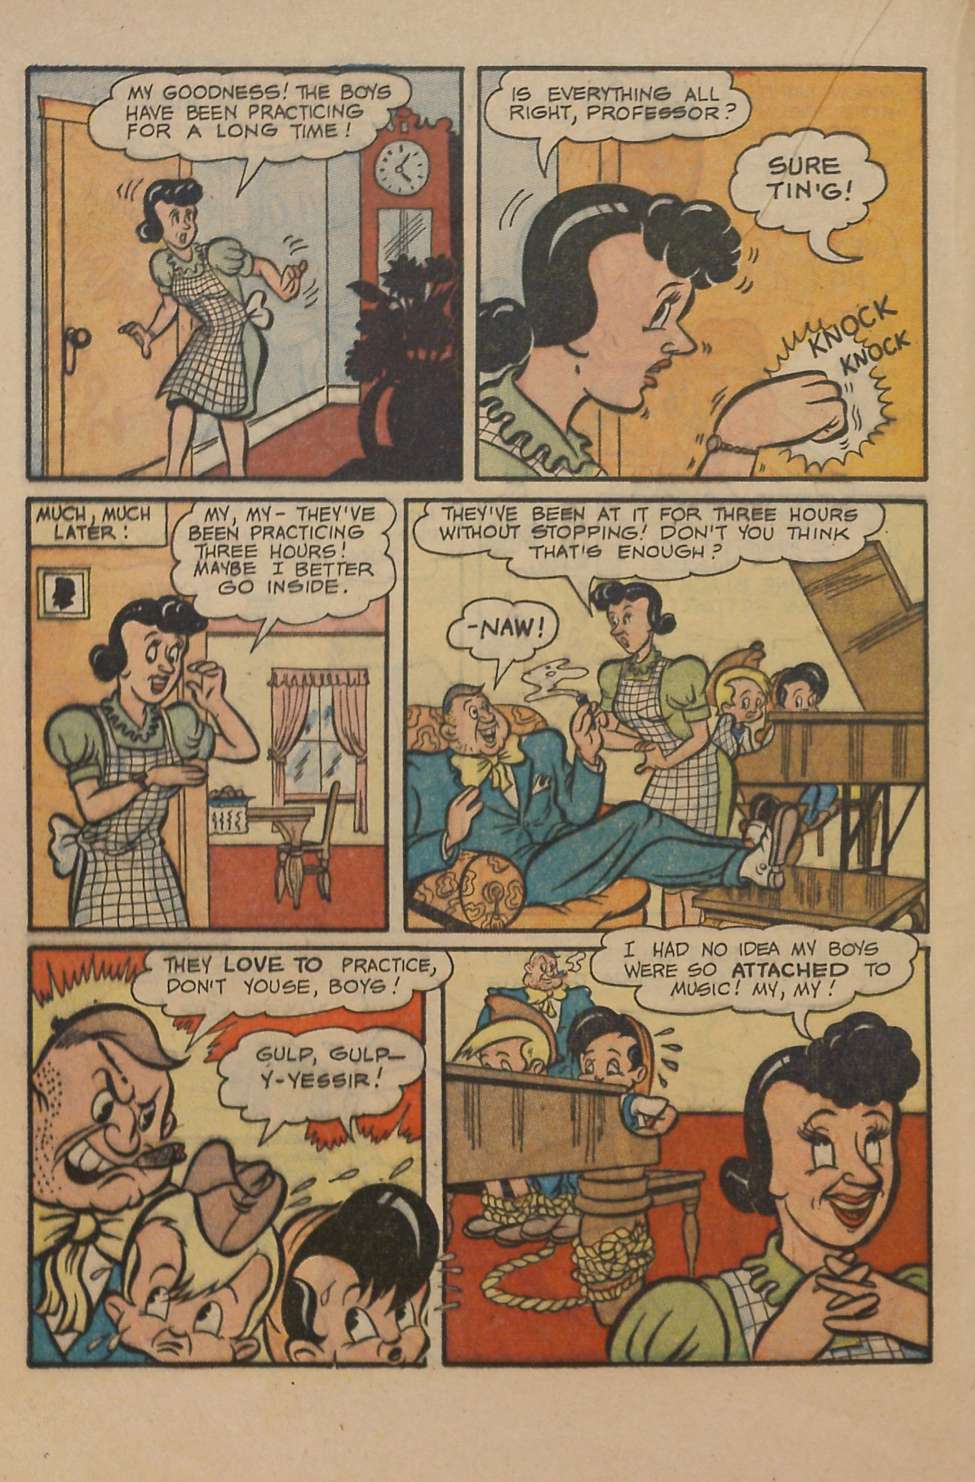 MY GOODNESS! THE BOYS
HAVE BEEN PRACTICING
FOR A LONG TIME!
IS EVERYTHING ALL
RIGHT, PROFESSOR?
SURE
TIN'G!
KNOCK
KNOCK
MUCH, MUCH
LATER:
MY, MY- THEY'VE
BEEN PRACTICING
THREE HOURS!
MAYBE I BETTER
GO INSIDE.
THEY'VE BEEN AT IT FOR THREE HOURS
WITHOUT STOPPING! DON'T YOU THINK
THAT'S ENOUGH?
-NAW!
THEY LOVE TO PRACTICE,
DON'T YOUSE, BOYS!
GULP, GULP-
Y-YESSIR!
I HAD NO IDEA MY BOYS
WERE SO ATTACHED TO
MUSIC! MY, MY!